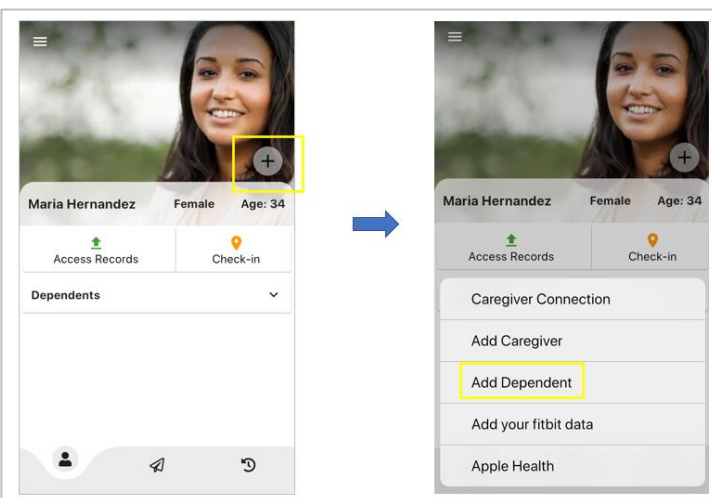 Maria Hernandez Female Age: 34
Access Records Check-in
Dependents
Maria Hernandez Female Age: 34
Access Records Check-in
Caregiver Connection
Add Caregiver
Add Dependent
Add your fitbit data
Apple Health